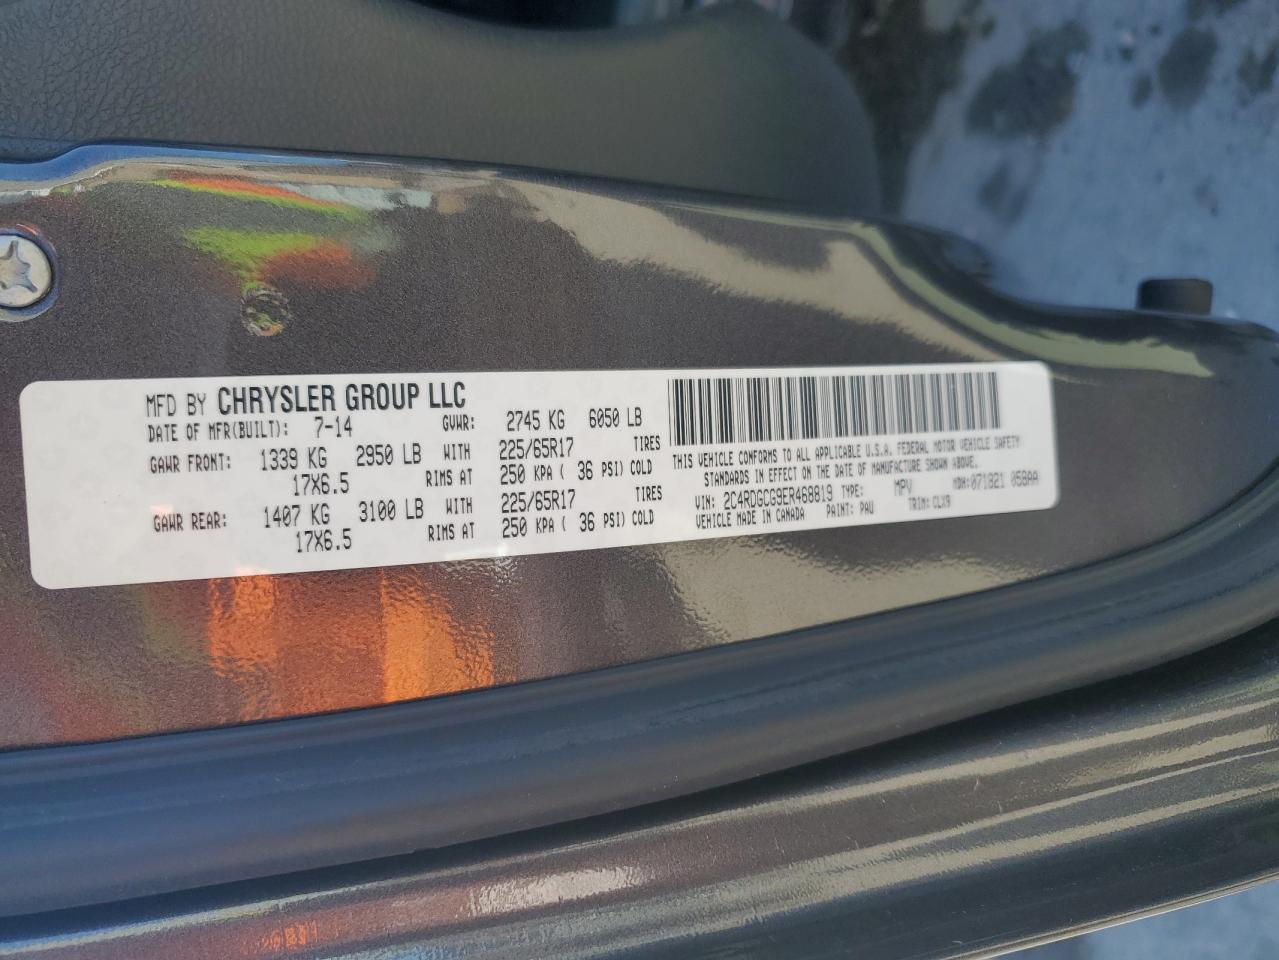 MFD BY CHRYSLER GROUP LLC
DATE OF MFR(BUILT): 7-14 GVWR: 2745 KG 6050 LB
GAWR FRONT: 1339 KG 2950 LB WITH 225/65R17 TIRES
17X6.5 RIMS AT 250 KPA ( 36 PSI) COLD
GAWR REAR: 1407 KG 3100 LB WITH 225/65R17 TIRES
17X6.5 RIMS AT 250 KPA ( 36 PSI) COLD
THIS VEHICLE CONFORMS TO ALL APPLICABLE U.S.A. FEDERAL MOTOR VEHICLE SAFETY
STANDARDS IN EFFECT ON THE DATE OF MANUFACTURE SHOWN ABOVE.
VIN: 2C4RDGCG9ER468819 TYPE: MPV MDH:071821 058AA
VEHICLE MADE IN CANADA PAINT: PAU TRIM: CLX9